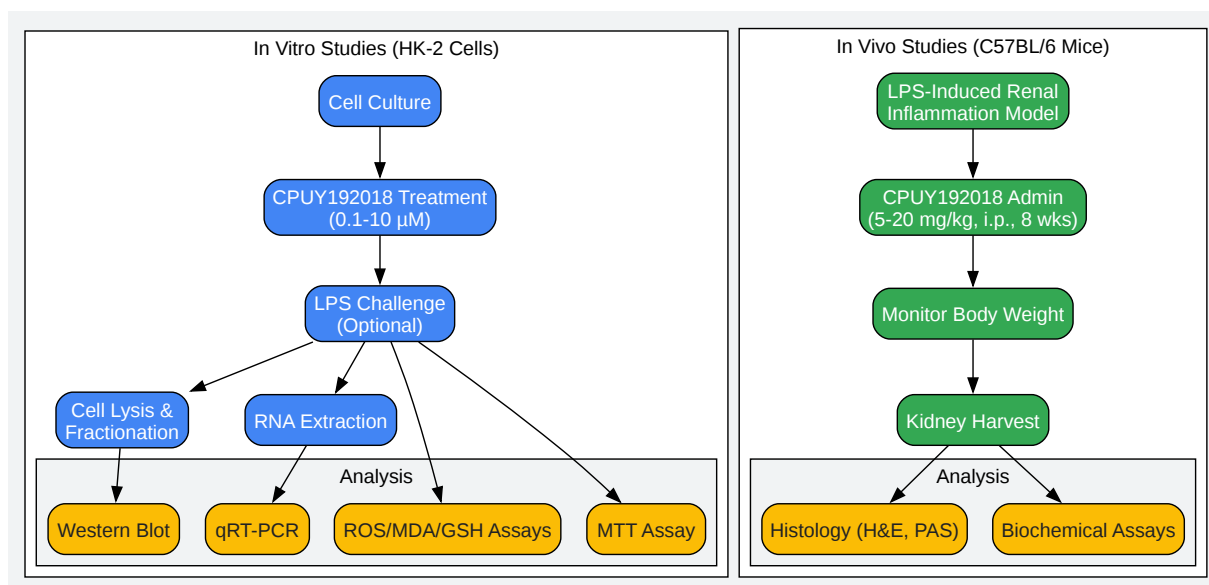 In Vitro Studies (HK-2 Cells)
Cell Culture
CPUY192018 Treatment
(0.1-10 µM)
LPS Challenge
(Optional)
Cell Lysis &
Fractionation
RNA Extraction
Analysis
Western Blot
qRT-PCR
ROS/MDA/GSH Assays
MTT Assay
In Vivo Studies (C57BL/6 Mice)
LPS-Induced Renal
Inflammation Model
CPUY192018 Admin
(5-20 mg/kg, i.p., 8 wks)
Monitor Body Weight
Kidney Harvest
Analysis
Histology (H&E, PAS)
Biochemical Assays